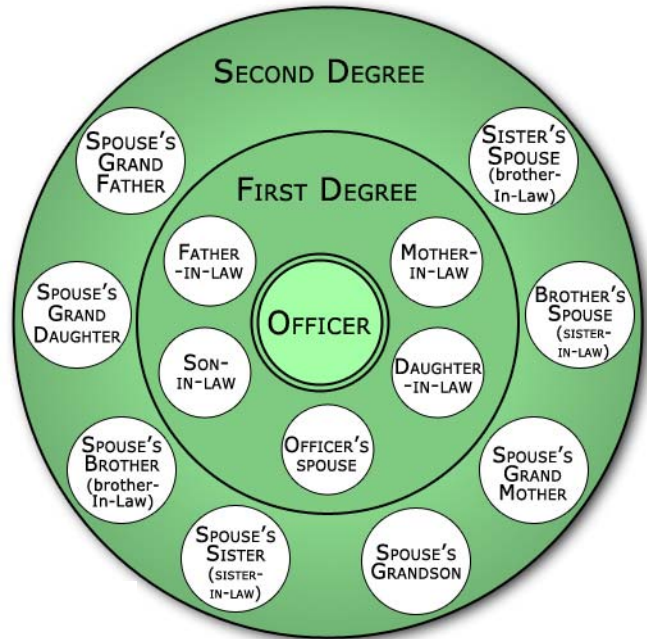 SECOND DEGREE
SPOUSE'S
GRAND
FATHER
SISTER'S
SPOUSE
(brother-
In-Law)
FIRST DEGREE
FATHER
-IN-LAW
MOTHER-
IN-LAW
OFFICER
SPOUSE'S
GRAND
DAUGHTER
BROTHER'S
SPOUSE
(SISTER-
IN-LAW)
SON-
IN-LAW
DAUGHTER
-IN-LAW
OFFICER'S
SPOUSE
SPOUSE'S
BROTHER
(brother-
In-Law)
SPOUSE'S
GRAND
MOTHER
SPOUSE'S
SISTER
(SISTER-
IN-LAW)
SPOUSE'S
GRANDSON